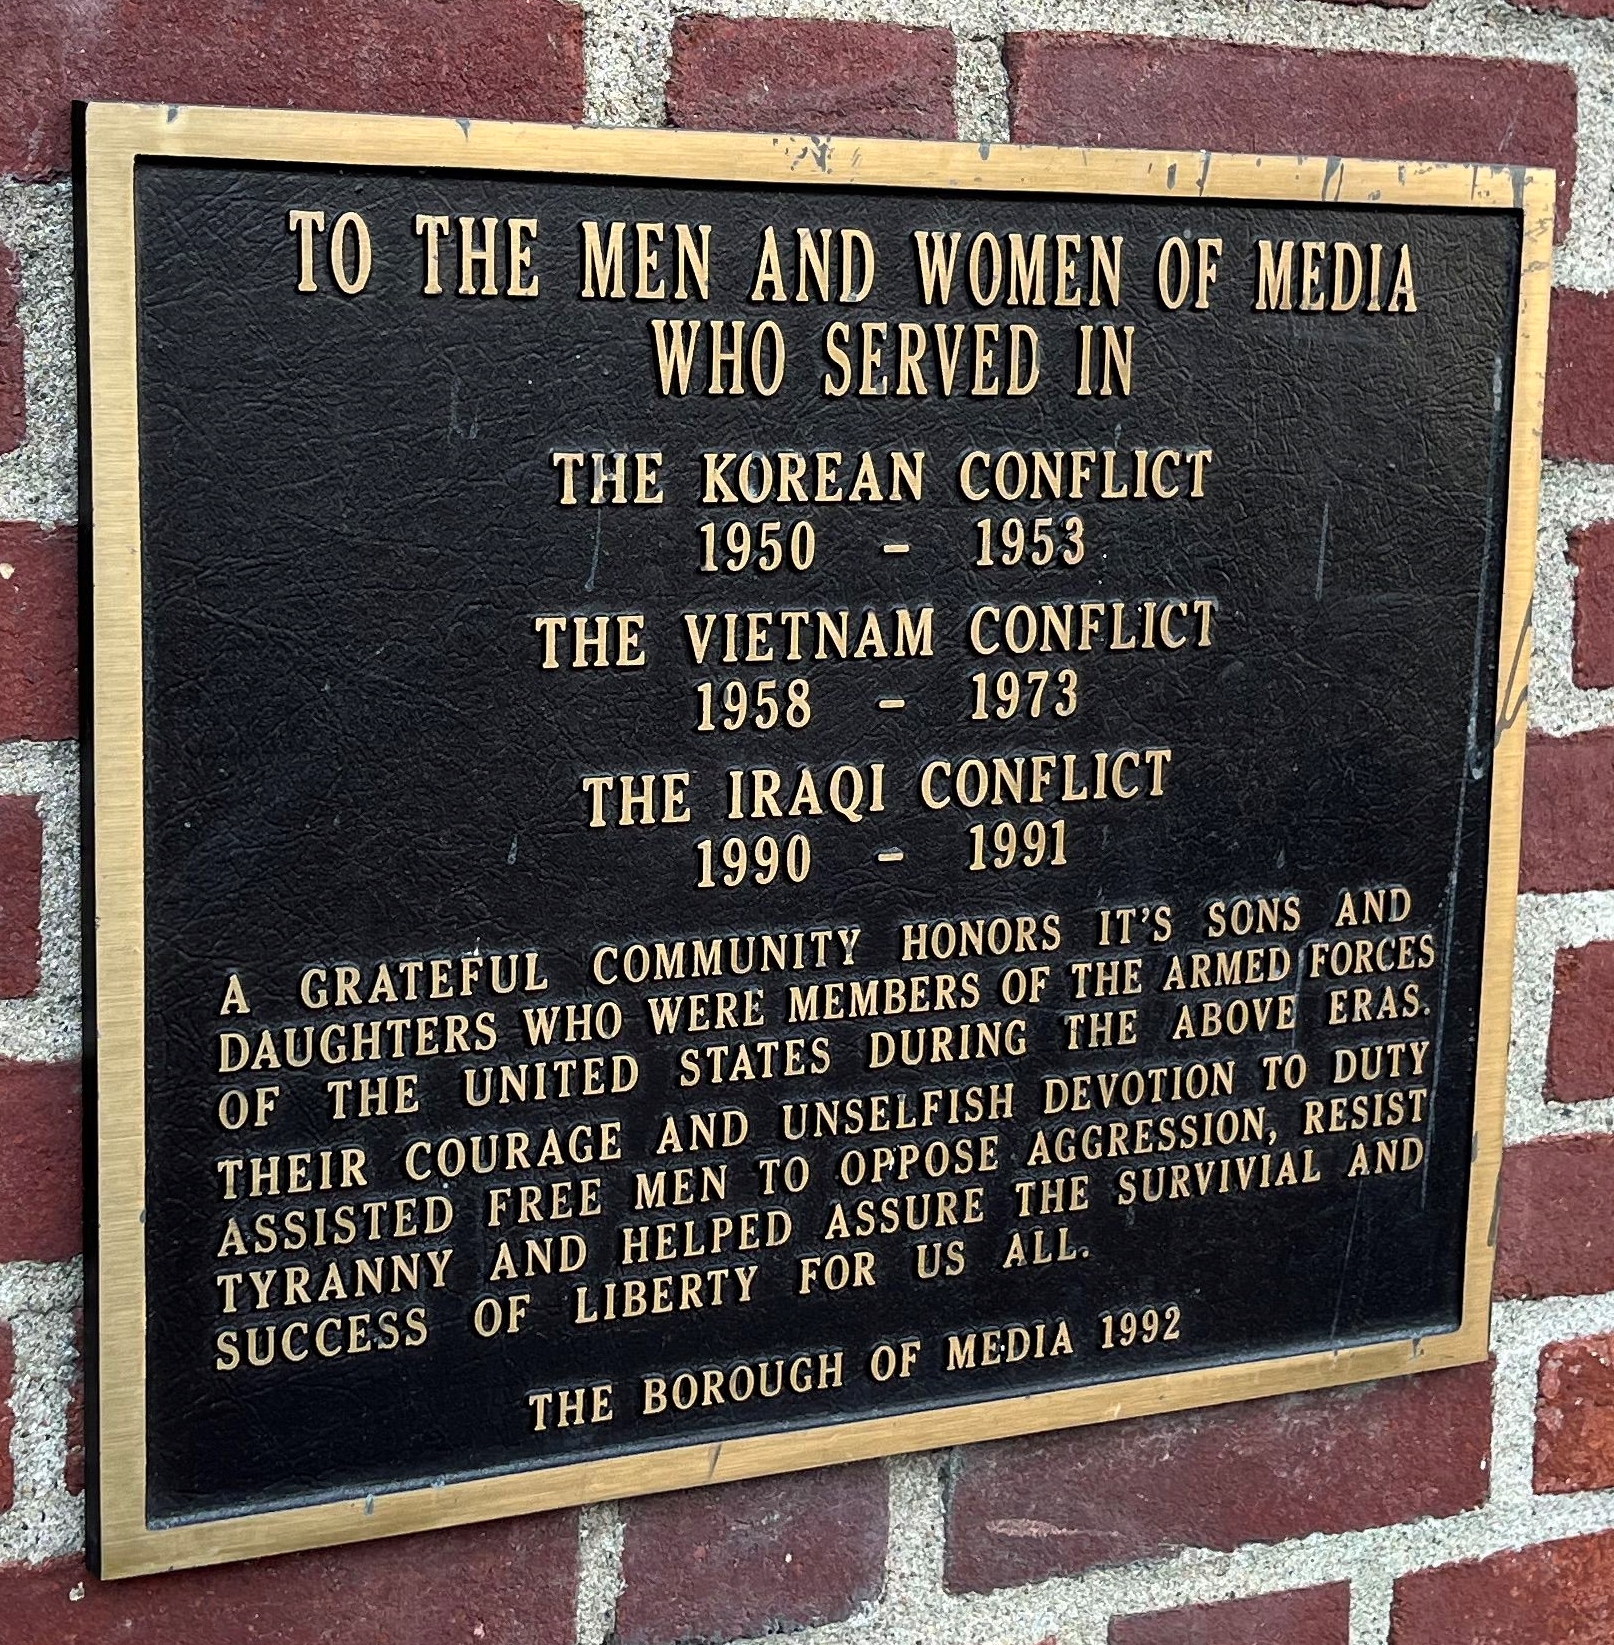 TO THE MEN AND WOMEN OF MEDIA
WHO SERVED IN
THE KOREAN CONFLICT
1950 - 1953
THE VIETNAM CONFLICT
1958 - 1973
THE IRAQI CONFLICT
1990 - 1991
A GRATEFUL COMMUNITY HONORS IT'S SONS AND
DAUGHTERS WHO WERE MEMBERS OF THE ARMED FORCES
OF THE UNITED STATES DURING THE ABOVE ERAS.
THEIR COURAGE AND UNSELFISH DEVOTION TO DUTY
ASSISTED FREE MEN TO OPPOSE AGGRESSION, RESIST
TYRANNY AND HELPED ASSURE THE SURVIVIAL AND
SUCCESS OF LIBERTY FOR US ALL.
THE BOROUGH OF MEDIA 1992